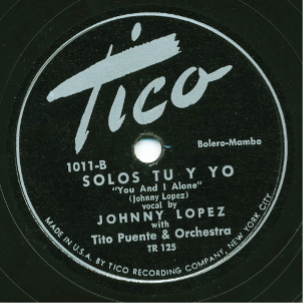 Tico
Bolero-Mambo
1011-B
SOLOS TU Y YO
"You And I Alone"
(Johnny Lopez)
vocal by
JOHNNY LOPEZ
with
Tito Puente & Orchestra
TR 125
MADE IN U.S.A. BY TICO RECORDING COMPANY, NEW YORK CITY